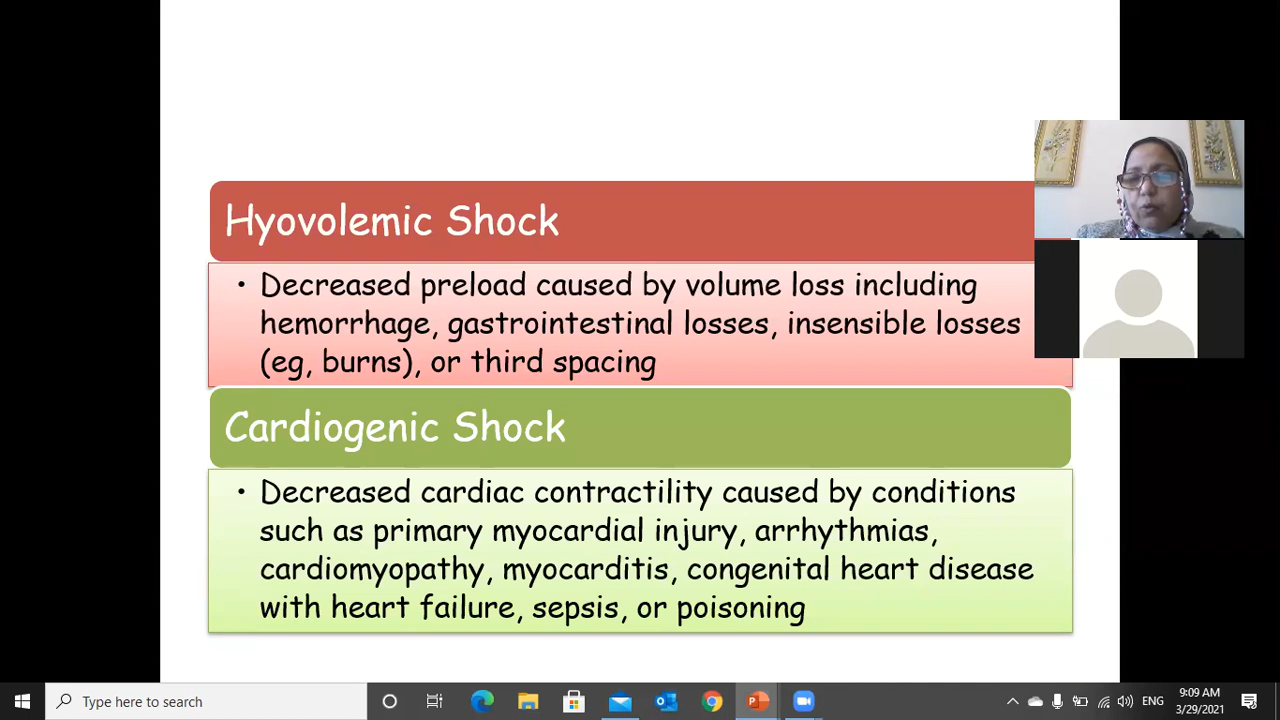 Hyovolemic Shock
• Decreased preload caused by volume loss including
hemorrhage, gastrointestinal losses, insensible losses
(eg, burns), or third spacing
Cardiogenic Shock
• Decreased cardiac contractility caused by conditions
such as primary myocardial injury, arrhythmias,
cardiomyopathy, myocarditis, congenital heart disease
with heart failure, sepsis, or poisoning
Type here to search
ENG
9:09 AM
3/29/2021